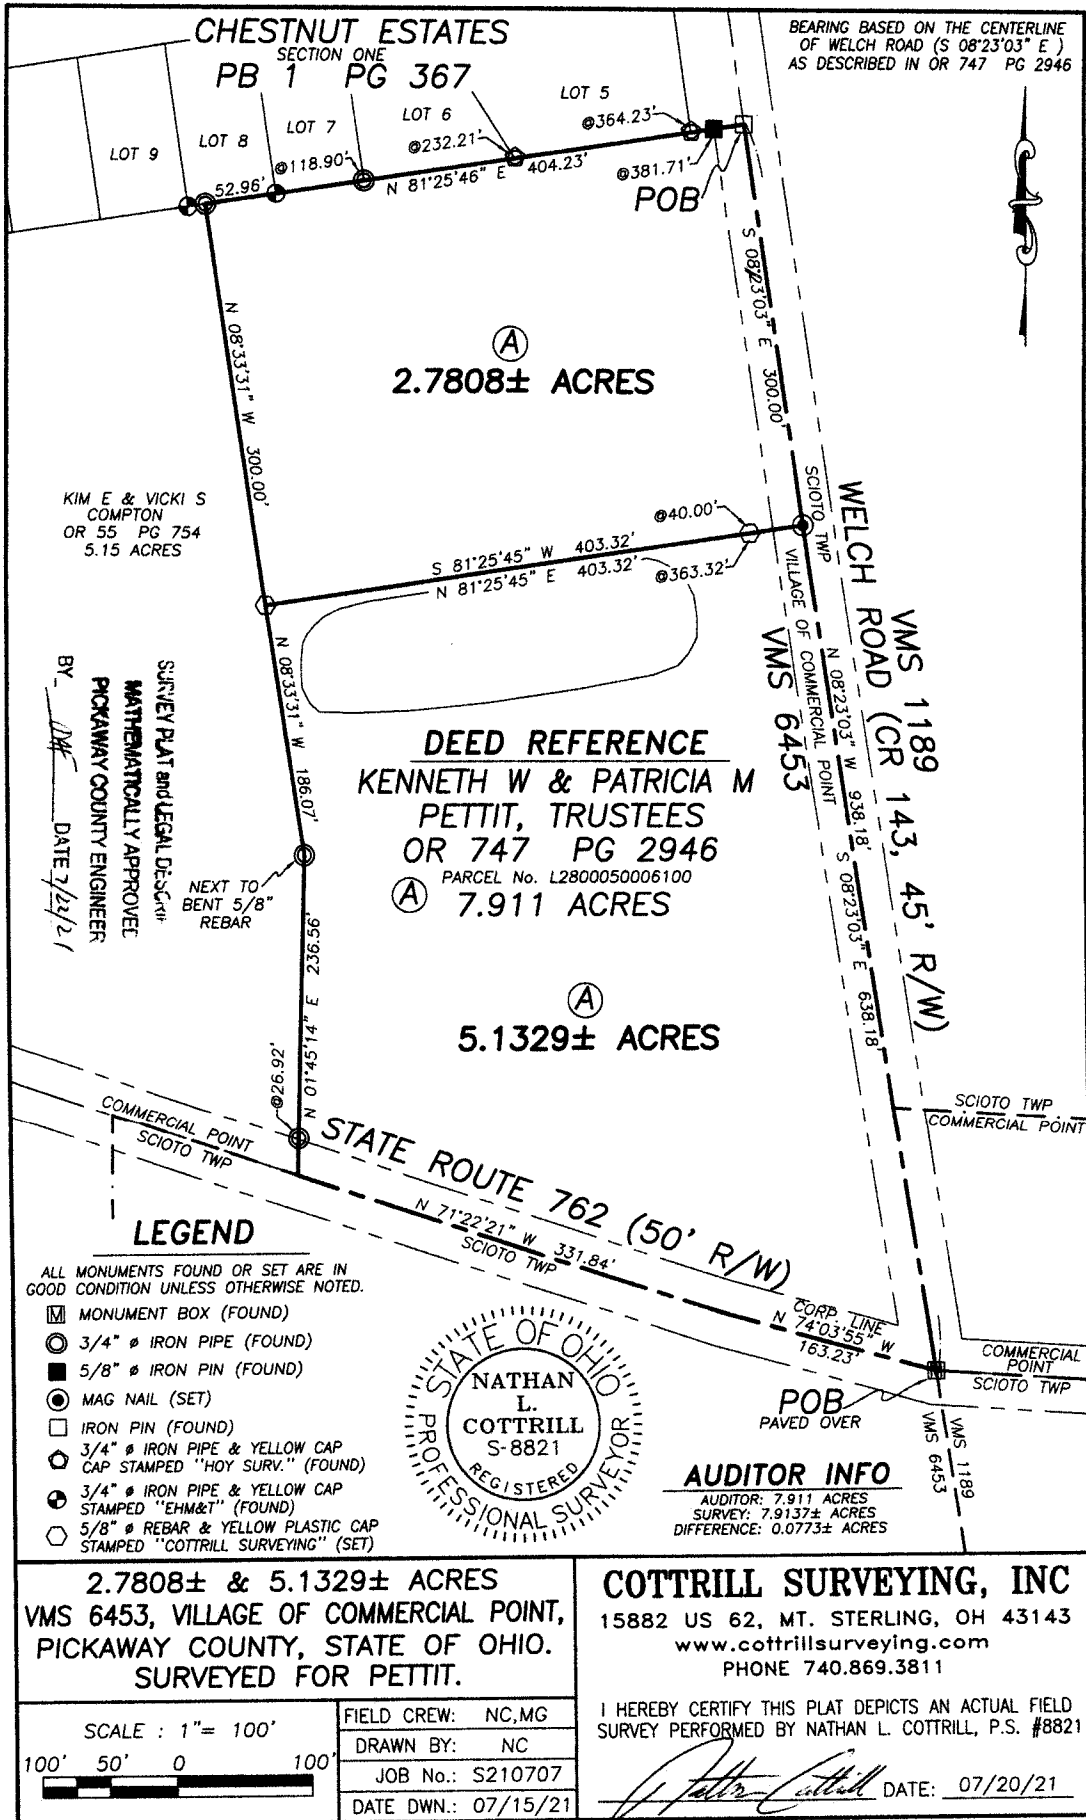 CHESTNUT ESTATES
SECTION ONE
PB 1 PG 367
BEARING BASED ON THE CENTERLINE
OF WELCH ROAD (S 08°23'03" E )
AS DESCRIBED IN OR 747 PG 2946
LOT 9
LOT 8
LOT 7
LOT 6
LOT 5
52.96'
@118.90'
@232.21'
@364.23'
@381.71'
N 81°25'46" E 404.23'
POB
S 08°23'03" E 300.00'
N 08°33'31" W 300.00'
A
2.7808± ACRES
KIM E & VICKI S
COMPTON
OR 55 PG 754
5.15 ACRES
@40.00'
S 81°25'45" W 403.32'
N 81°25'45" E 403.32'
@363.32'
SCIOTO TWP
VILLAGE OF COMMERCIAL POINT
WELCH ROAD (CR 143, 45' R/W)
VMS 1189
VMS 6453
N 08°23'03" W 938.18'
S 08°23'03" E 638.18'
N 08°33'31" W 186.07'
SURVEY PLAT and LEGAL
MATHEMATICALLY APPROVED
PICKAWAY COUNTY ENGINEER
BY DATE 7/22/21
DEED REFERENCE
KENNETH W & PATRICIA M
PETTIT, TRUSTEES
OR 747 PG 2946
PARCEL No. L2800050006100
A 7.911 ACRES
NEXT TO
BENT 5/8"
REBAR
N 01°45'14" E 236.56'
@26.92'
A
5.1329± ACRES
SCIOTO TWP
COMMERCIAL POINT
COMMERCIAL POINT
SCIOTO TWP
STATE ROUTE 762 (50' R/W)
N 71°22'21" W 331.84'
SCIOTO TWP
CORP. LINE
N 74°03'55" W
163.23'
COMMERCIAL
POINT
SCIOTO TWP
POB
PAVED OVER
VMS 6453
VMS 1189
LEGEND
ALL MONUMENTS FOUND OR SET ARE IN
GOOD CONDITION UNLESS OTHERWISE NOTED.
M MONUMENT BOX (FOUND)
3/4" ø IRON PIPE (FOUND)
5/8" ø IRON PIN (FOUND)
MAG NAIL (SET)
IRON PIN (FOUND)
3/4" ø IRON PIPE & YELLOW CAP
CAP STAMPED "HOY SURV." (FOUND)
3/4" ø IRON PIPE & YELLOW CAP
STAMPED "EHM&T" (FOUND)
5/8" ø REBAR & YELLOW PLASTIC CAP
STAMPED "COTTRILL SURVEYING" (SET)
STATE OF OHIO
NATHAN
L.
COTTRILL
S-8821
REGISTERED
PROFESSIONAL SURVEYOR
AUDITOR INFO
AUDITOR: 7.911 ACRES
SURVEY: 7.9137± ACRES
DIFFERENCE: 0.0773± ACRES
2.7808± & 5.1329± ACRES
VMS 6453, VILLAGE OF COMMERCIAL POINT,
PICKAWAY COUNTY, STATE OF OHIO.
SURVEYED FOR PETTIT.
COTTRILL SURVEYING, INC
15882 US 62, MT. STERLING, OH 43143
www.cottrillsurveying.com
PHONE 740.869.3811
SCALE : 1"= 100'
100' 50' 0 100'
FIELD CREW: NC,MG
DRAWN BY: NC
JOB No.: S210707
DATE DWN.: 07/15/21
I HEREBY CERTIFY THIS PLAT DEPICTS AN ACTUAL FIELD
SURVEY PERFORMED BY NATHAN L. COTTRILL, P.S. #8821
DATE: 07/20/21